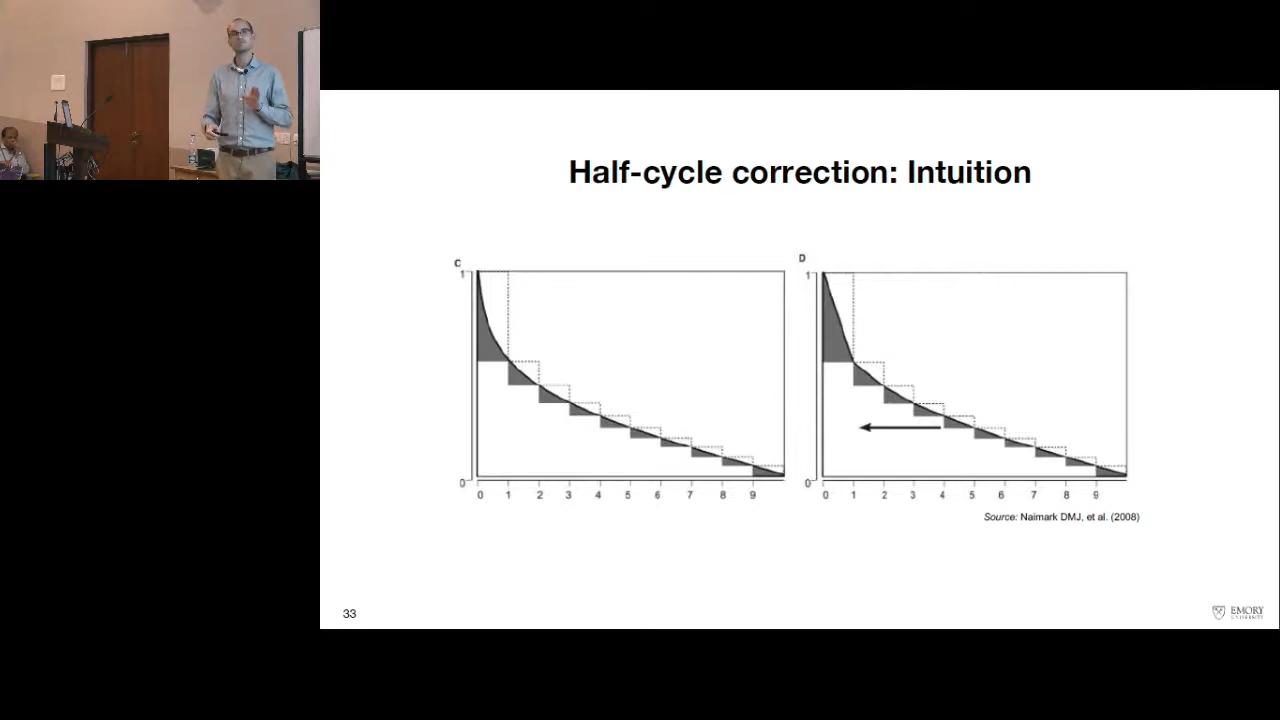 Half-cycle correction: Intuition
C
1
0
0 1 2 3 4 5 6 7 8 9
D
1
0
0 1 2 3 4 5 6 7 8 9
Source: Naimark DMJ, et al. (2008)
33
EMORY
UNIVERSITY